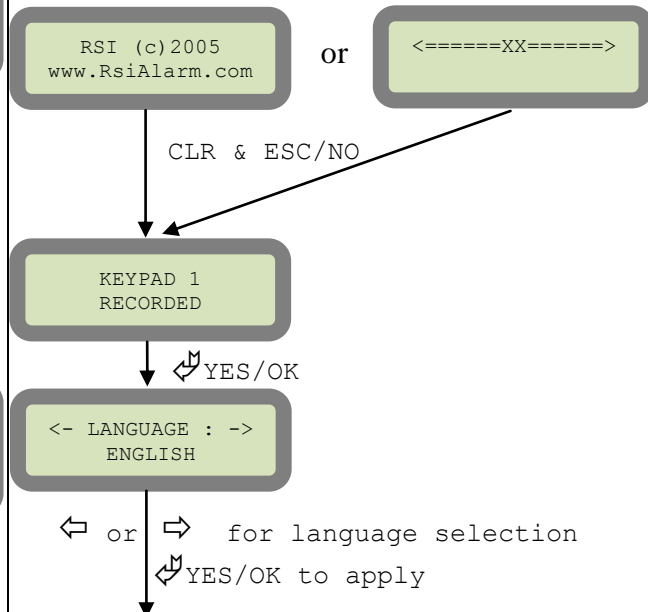 RSI (c)2005
www.RsiAlarm.com
or
<======XX======>
CLR & ESC/NO
KEYPAD 1
RECORDED
YES/OK
<- LANGUAGE : ->
ENGLISH
⇦ or ⇨ for language selection
YES/OK to apply